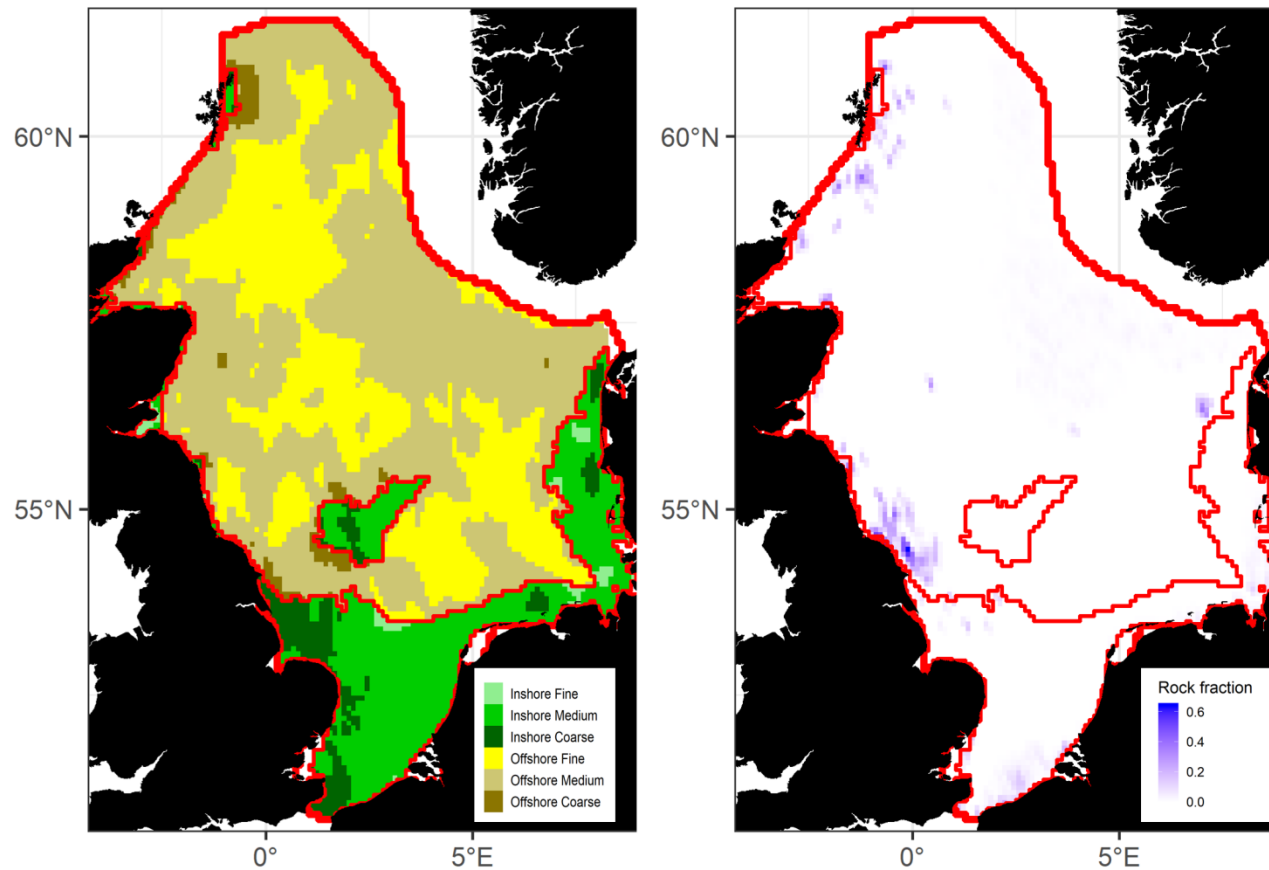 60°N
55°N
0°
5°E
Inshore Fine
Inshore Medium
Inshore Coarse
Offshore Fine
Offshore Medium
Offshore Coarse
60°N
55°N
0°
5°E
Rock fraction
0.6
0.4
0.2
0.0